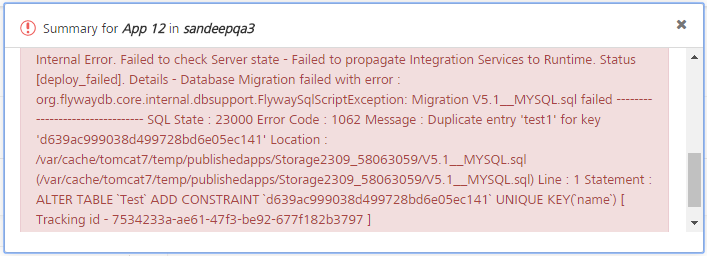 Summary for App 12 in sandeepqa3
Internal Error. Failed to check Server state - Failed to propagate Integration Services to Runtime. Status
[deploy_failed]. Details - Database Migration failed with error :
org.flywaydb.core.internal.dbsupport.FlywaySqlScriptException: Migration V5.1__MYSQL.sql failed --------
--------------------------- SQL State : 23000 Error Code : 1062 Message : Duplicate entry 'test1' for key
'd639ac999038d499728bd6e05ec141' Location :
/var/cache/tomcat7/temp/publishedapps/Storage2309_58063059/V5.1__MYSQL.sql
(/var/cache/tomcat7/temp/publishedapps/Storage2309_58063059/V5.1__MYSQL.sql) Line : 1 Statement :
ALTER TABLE `Test` ADD CONSTRAINT `d639ac999038d499728bd6e05ec141` UNIQUE KEY(`name`) [
Tracking id - 7534233a-ae61-47f3-be92-677f182b3797 ]